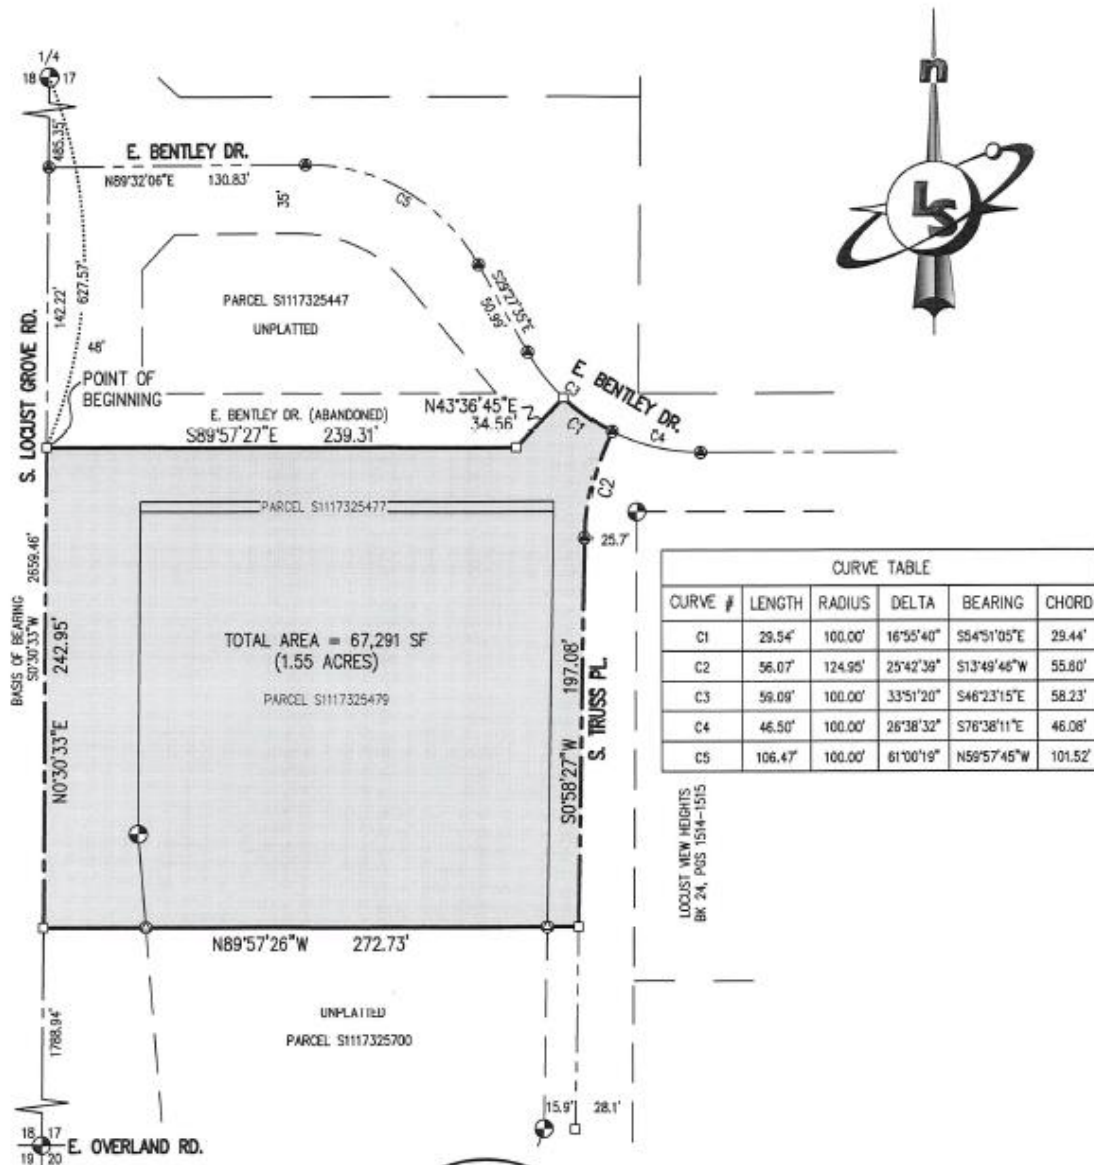 1/4
18 17
485.35'
E. BENTLEY DR.
N89°32'06"E 130.83'
35'
C5
S29°27'35"E
50.99'
n
LS
PARCEL S1117325447
UNPLATTED
142.22'
627.57'
48'
S. LOCUST GROVE RD.
POINT OF
BEGINNING
E. BENTLEY DR. (ABANDONED)
S89°57'27"E 239.31'
N43°36'45"E
34.56'
C3
C1
E. BENTLEY DR.
C4
C2
PARCEL S1117325477
25.7'
BASIS OF BEARING
S0°30'33"W 2659.46'
N0°30'33"E 242.95'
TOTAL AREA = 67,291 SF
(1.55 ACRES)
PARCEL S1117325479
S0°58'27"W 197.08'
S. TRUSS PL.
CURVE TABLE
CURVE # LENGTH RADIUS DELTA BEARING CHORD
C1 29.54' 100.00' 16°55'40" S54°51'05"E 29.44'
C2 56.07' 124.95' 25°42'39" S13°49'46"W 55.60'
C3 59.09' 100.00' 33°51'20" S46°23'15"E 58.23'
C4 46.50' 100.00' 26°38'32" S76°38'11"E 46.08'
C5 106.47' 100.00' 61°00'19" N59°57'45"W 101.52'
LOCUST VIEW HEIGHTS
BK 24, PGS 1514-1515
N89°57'26"W 272.73'
UNPLATTED
PARCEL S1117325700
1788.94'
15.9' 28.1'
18 17
19 20
E. OVERLAND RD.